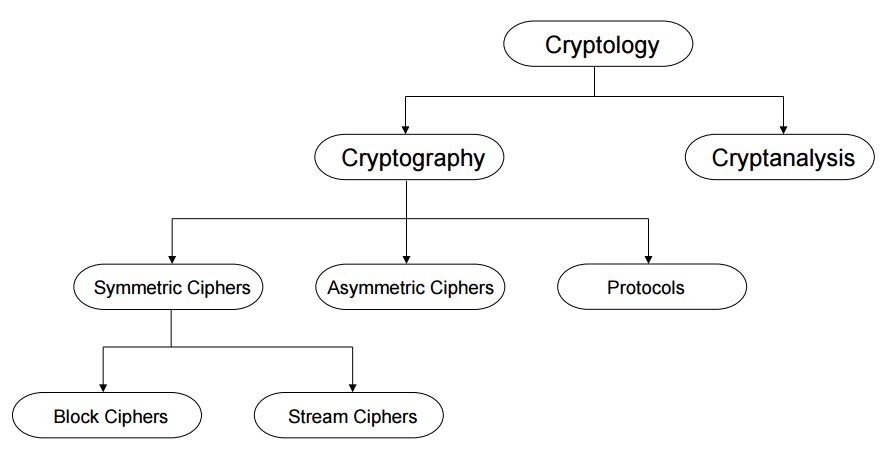 Cryptology
Cryptography
Cryptanalysis
Symmetric Ciphers
Asymmetric Ciphers
Protocols
Block Ciphers
Stream Ciphers